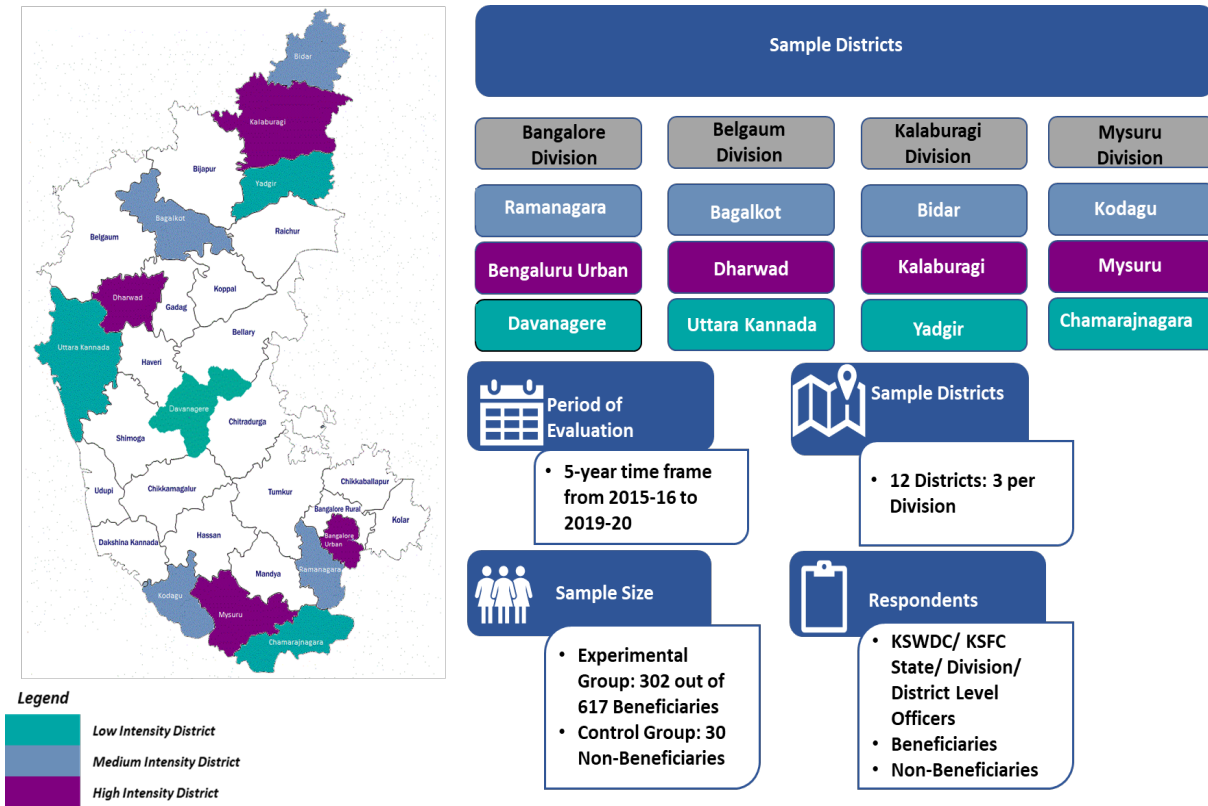 Bidar
Kalaburagi
Bijapur
Yadgir
Bagalkot
Raichur
Belgaum
Koppal
Dharwad
Gadag
Bellary
Uttara Kannada
Haveri
Davanagere
Chitradurga
Shimoga
Chikkaballapur
Udupi
Chikkamagalur
Tumkur
Bangalore Rural
Kolar
Dakshina Kannada
Hassan
Bangalore
Urban
Ramanagara
Mandya
Kodagu
Mysuru
Chamarajnagara
Legend
Low Intensity District
Medium Intensity District
High Intensity District
Sample Districts
Bangalore
Division
Belgaum
Division
Kalaburagi
Division
Mysuru
Division
Ramanagara
Bagalkot
Bidar
Kodagu
Bengaluru Urban
Dharwad
Kalaburagi
Mysuru
Davanagere
Uttara Kannada
Yadgir
Chamarajnagara
Period of
Evaluation
• 5-year time frame
from 2015-16 to
2019-20
Sample Districts
• 12 Districts: 3 per
Division
Sample Size
• Experimental
Group: 302 out of
617 Beneficiaries
• Control Group: 30
Non-Beneficiaries
Respondents
• KSWDC/ KSFC
State/ Division/
District Level
Officers
• Beneficiaries
• Non-Beneficiaries